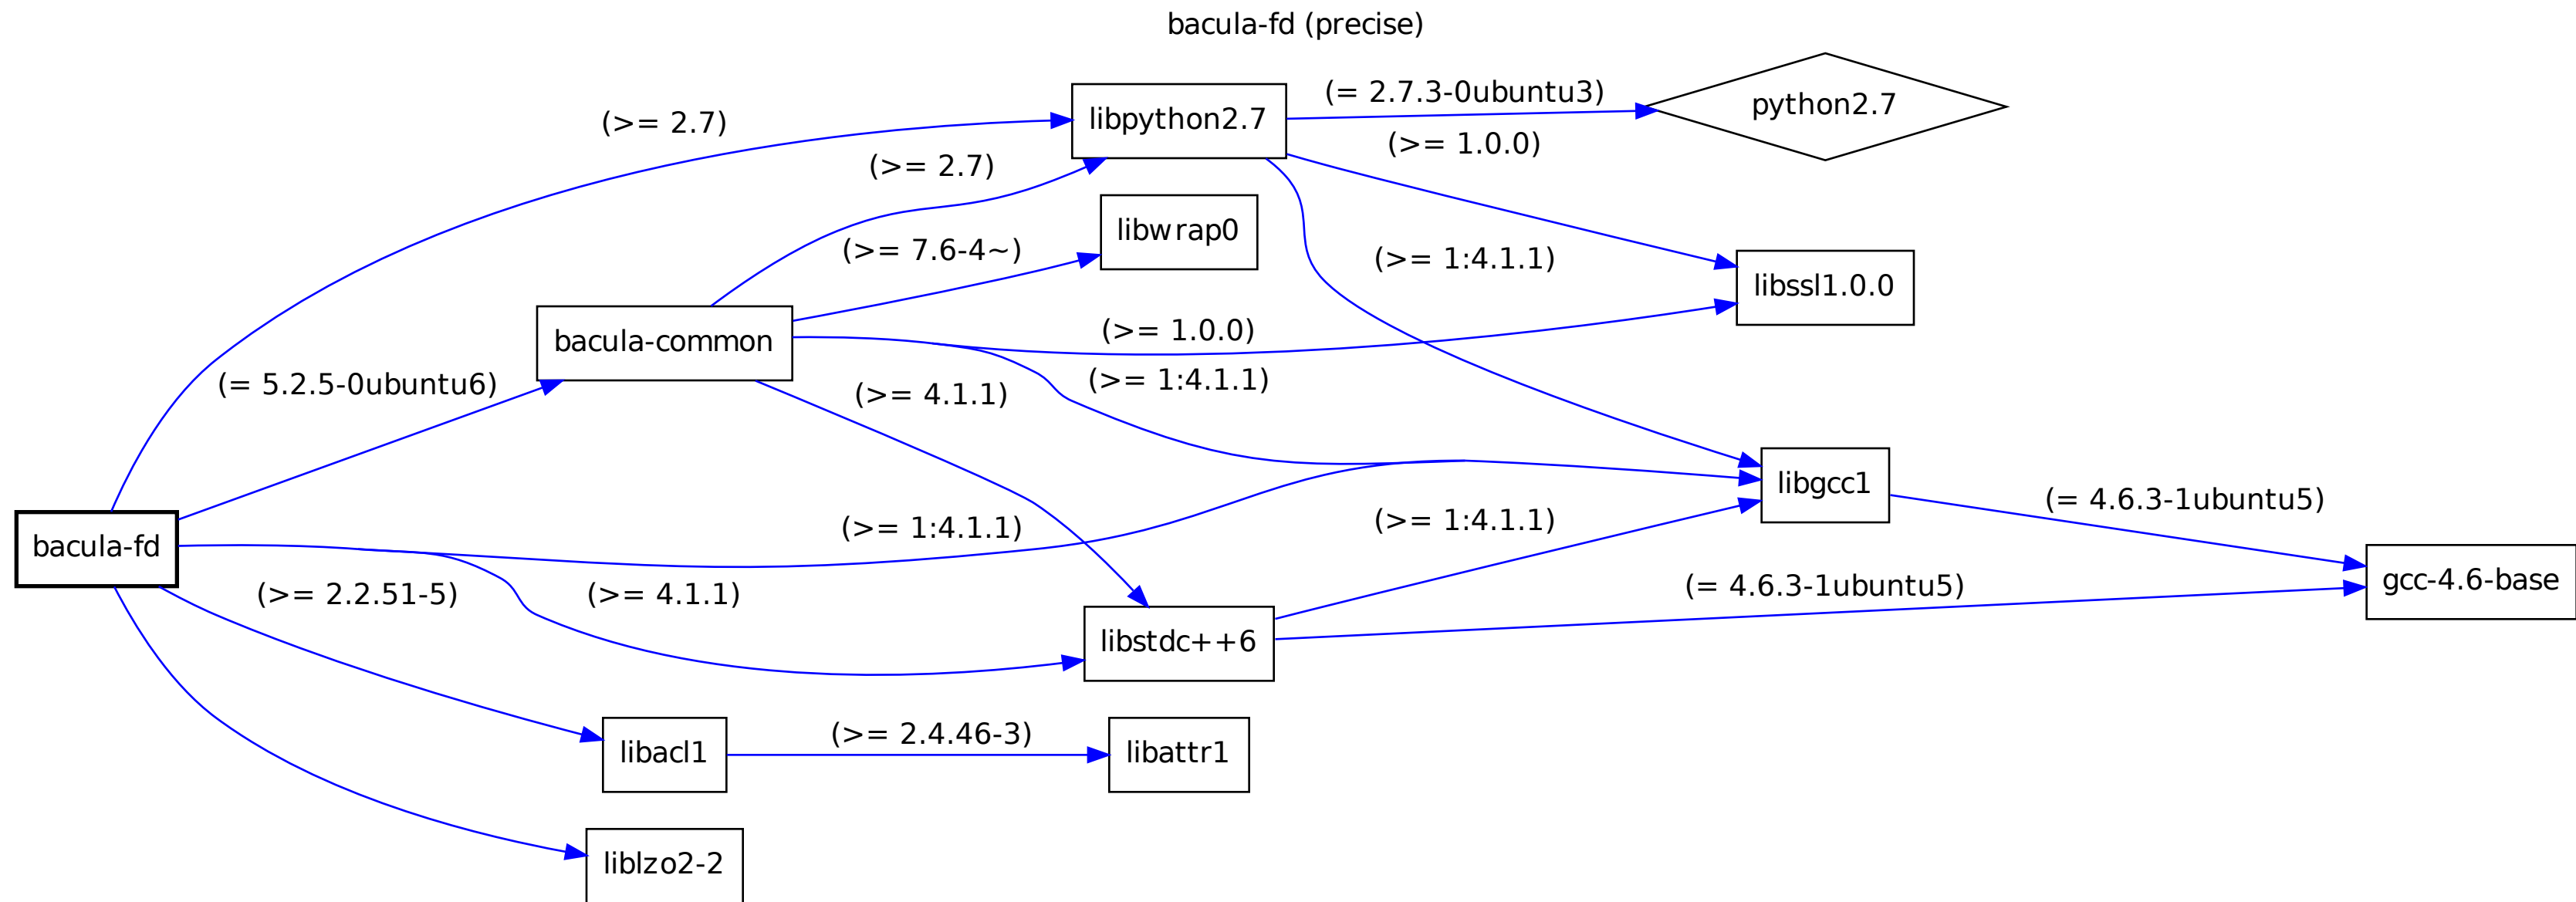 bacula-fd (precise)
(>= 2.7)
libpython2.7
(= 2.7.3-0ubuntu3)
python2.7
(>= 1.0.0)
(>= 2.7)
libwrap0
(>= 7.6-4~)
(>= 1:4.1.1)
libssl1.0.0
bacula-common
(>= 1.0.0)
(= 5.2.5-0ubuntu6)
(>= 4.1.1)
(>= 1:4.1.1)
libgcc1
(= 4.6.3-1ubuntu5)
bacula-fd
(>= 1:4.1.1)
(>= 1:4.1.1)
gcc-4.6-base
(>= 2.2.51-5)
(>= 4.1.1)
(= 4.6.3-1ubuntu5)
libstdc++6
libacl1
(>= 2.4.46-3)
libattr1
liblzo2-2